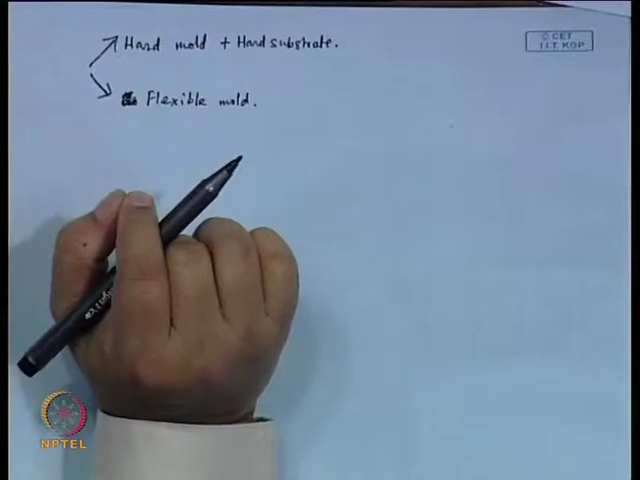 Hard mold + Hard substrate.
© CET
I.I.T. KGP
Flexible mold.
NPTEL